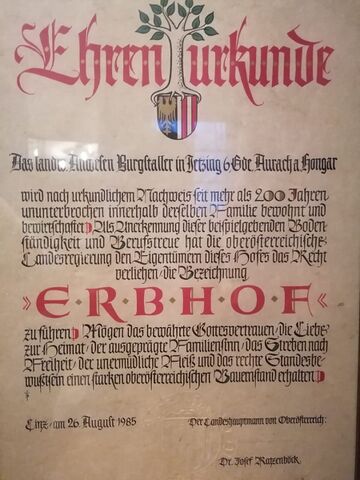 Ehrenurkunde
Das landw. Anwesen Burgstaller in Jetzing 6 Gde. Aurach a. Hongar
wird nach urkundlichem Nachweis seit mehr als 200 Jahren
ununterbrochen innerhalb derselben Familie bewohnt und
bewirtschaftet. Als Anerkennung dieser beispielgebenden Boden-
ständigkeit und Berufstreue hat die oberösterreichische
Landesregierung den Eigentümern dieses Hofes das Recht
verliehen, die Bezeichnung
»E·R·B·H·O·F«
zu führen. Mögen das bewährte Gottvertrauen, die Liebe
zur Heimat, der ausgeprägte Familiensinn, das Streben nach
Freiheit, der unermüdliche Fleiß und das rechte Standesbe-
wußtsein einen starken oberösterreichischen Bauernstand erhalten.
Linz, am 26. August 1985
Der Landeshauptmann von Oberösterreich:
Dr. Josef Ratzenböck